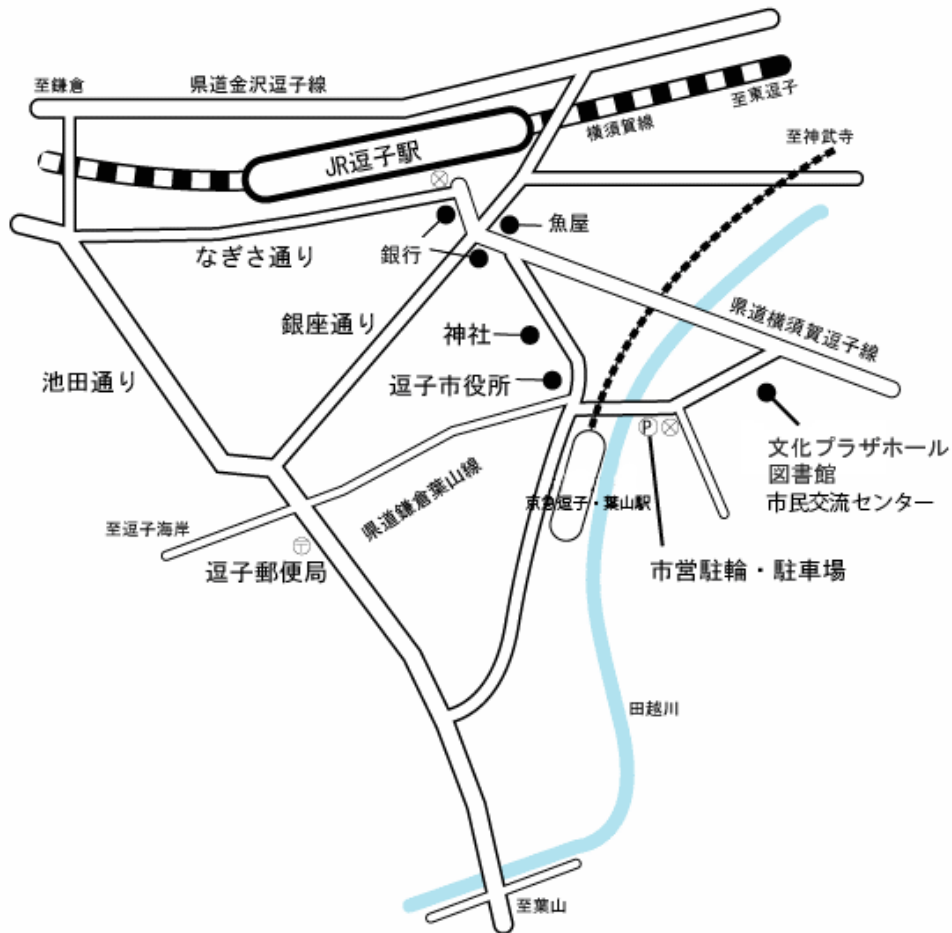 至鎌倉
県道金沢逗子線
至東逗子
横須賀線
至神武寺
JR逗子駅
魚屋
なぎさ通り
銀行
銀座通り
県道横須賀逗子線
神社
池田通り
逗子市役所
P
文化プラザホール
図書館
市民交流センター
県道鎌倉葉山線
京急逗子・葉山駅
至逗子海岸
〒
逗子郵便局
市営駐輪・駐車場
田越川
至葉山